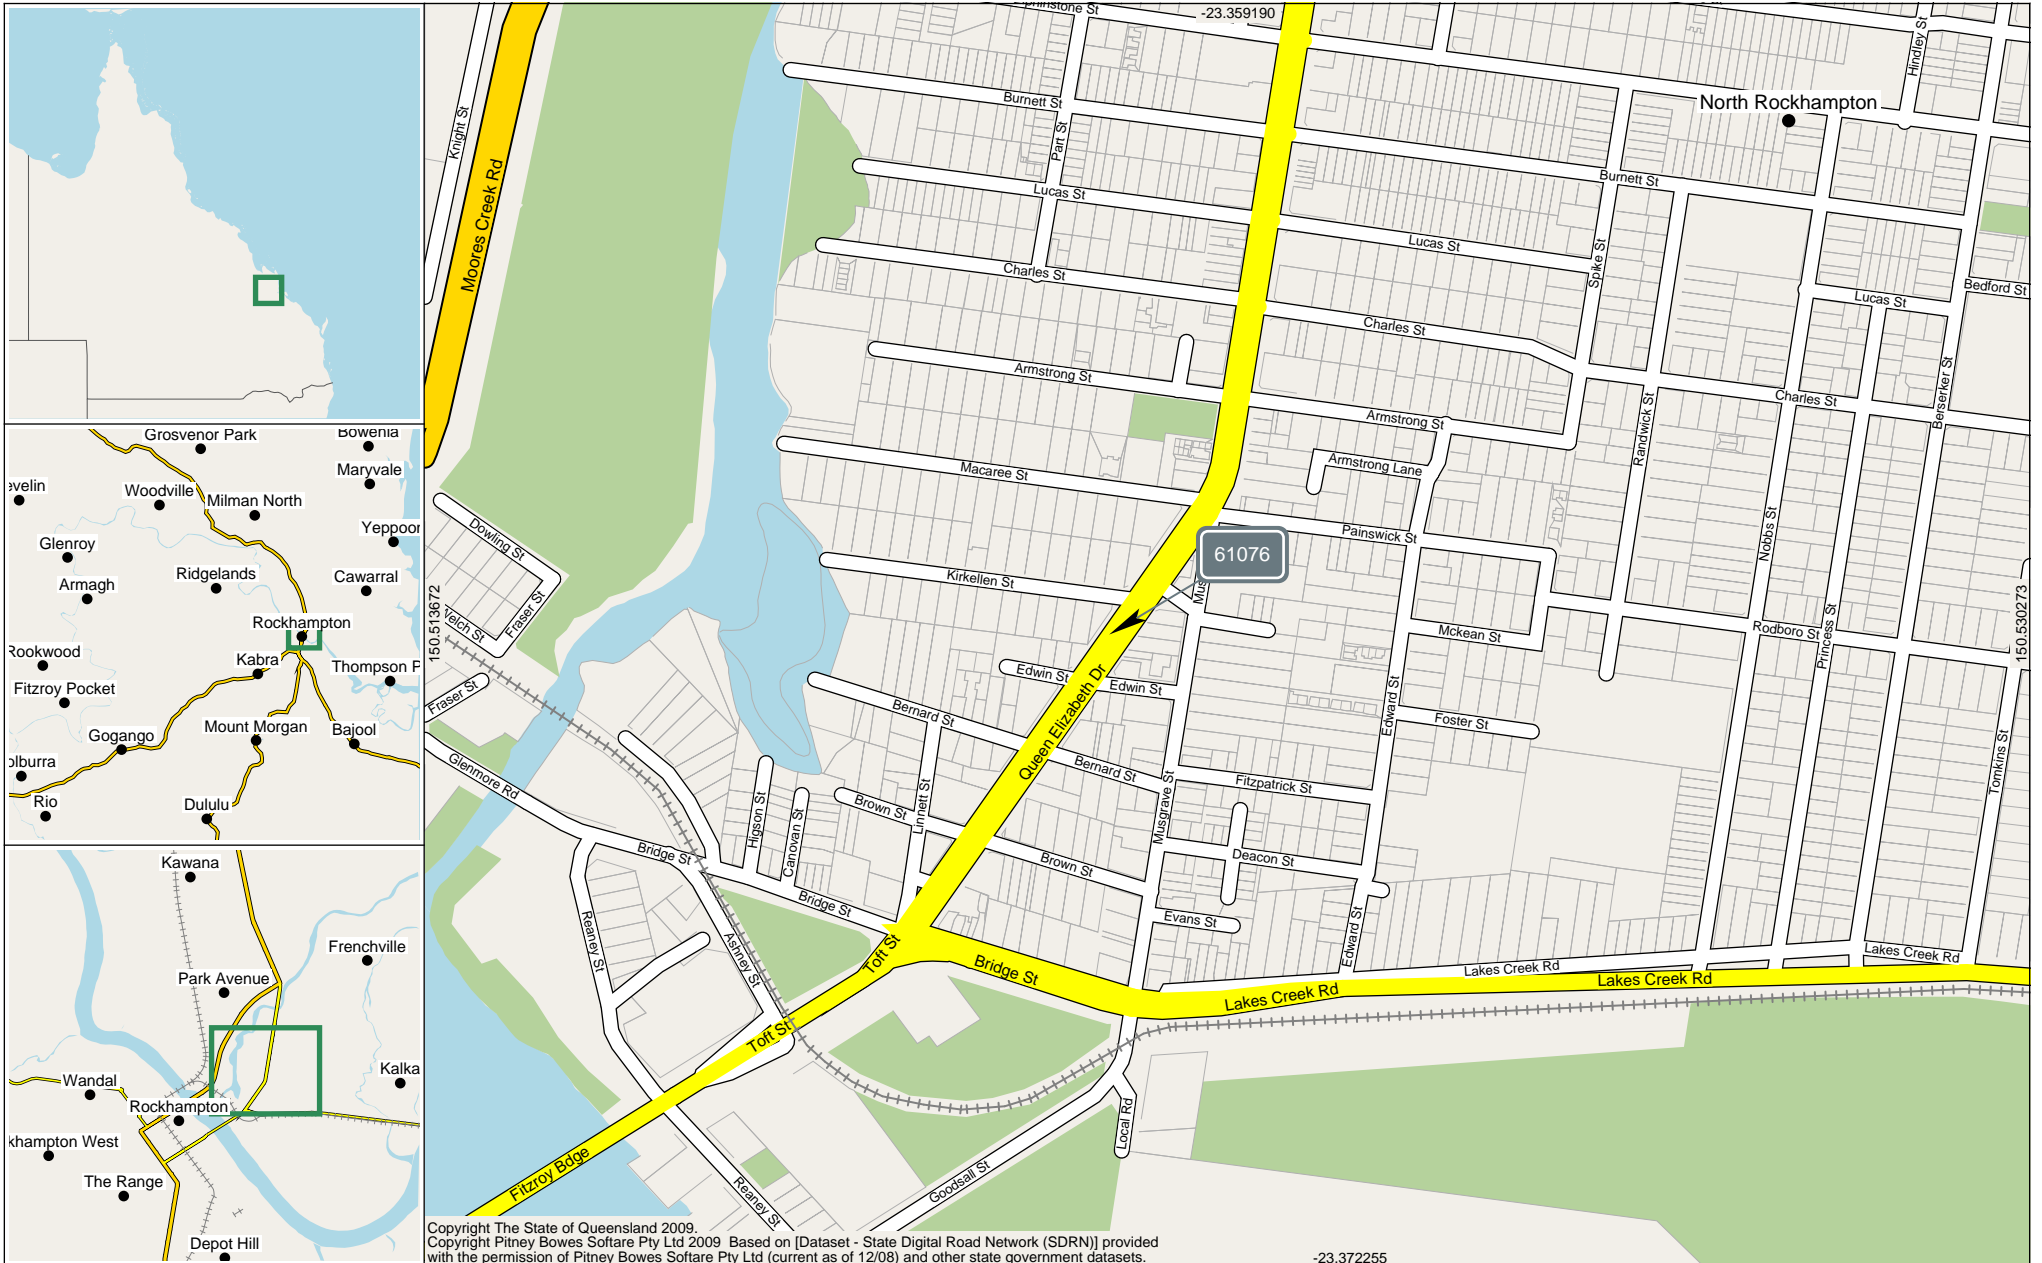 Grosvenor Park
Bowenia
Maryvale
evelin
Woodville
Milman North
Yeppoor
Glenroy
Ridgelands
Cawarral
Armagh
Rockhampton
Rookwood
Kabra
Thompson P
Fitzroy Pocket
Mount Morgan
Bajool
Gogango
olburra
Rio
Dululu
Kawana
Frenchville
Park Avenue
Kalka
Wandal
Rockhampton
khampton West
The Range
Depot Hill
-23.359190
Hindley St
North Rockhampton
Knight St
Burnett St
Part St
Moores Creek Rd
Lucas St
Burnett St
Lucas St
Spike St
Charles St
Bedford St
Lucas St
Charles St
Armstrong St
Berserker St
Charles St
Armstrong St
Randwick St
Armstrong Lane
Macaree St
Dowling St
Painswick St
Nobbs St
61076
Kirkellen St
Mus
150.513672
Welch St
Fraser St
Mckean St
Rodboro St
Princess St
150.530273
Edwin St
Edwin St
Fraser St
Queen Elizabeth Dr
Edward St
Bernard St
Foster St
Glenmore Rd
Bernard St
Fitzpatrick St
Tomkins St
Higson St
Canovan St
Brown St
Linnett St
Musgrave St
Bridge St
Brown St
Deacon St
Bridge St
Evans St
Reaney St
Ashney St
Toft St
Edward St
Bridge St
Lakes Creek Rd
Lakes Creek Rd
Lakes Creek Rd
Lakes Creek Rd
Toft St
Local Rd
Fitzroy Bdge
Reaney St
Goodsall St
Copyright The State of Queensland 2009.
Copyright Pitney Bowes Softare Pty Ltd 2009 Based on [Dataset - State Digital Road Network (SDRN)] provided
with the permission of Pitney Bowes Softare Pty Ltd (current as of 12/08) and other state government datasets.
-23.372255